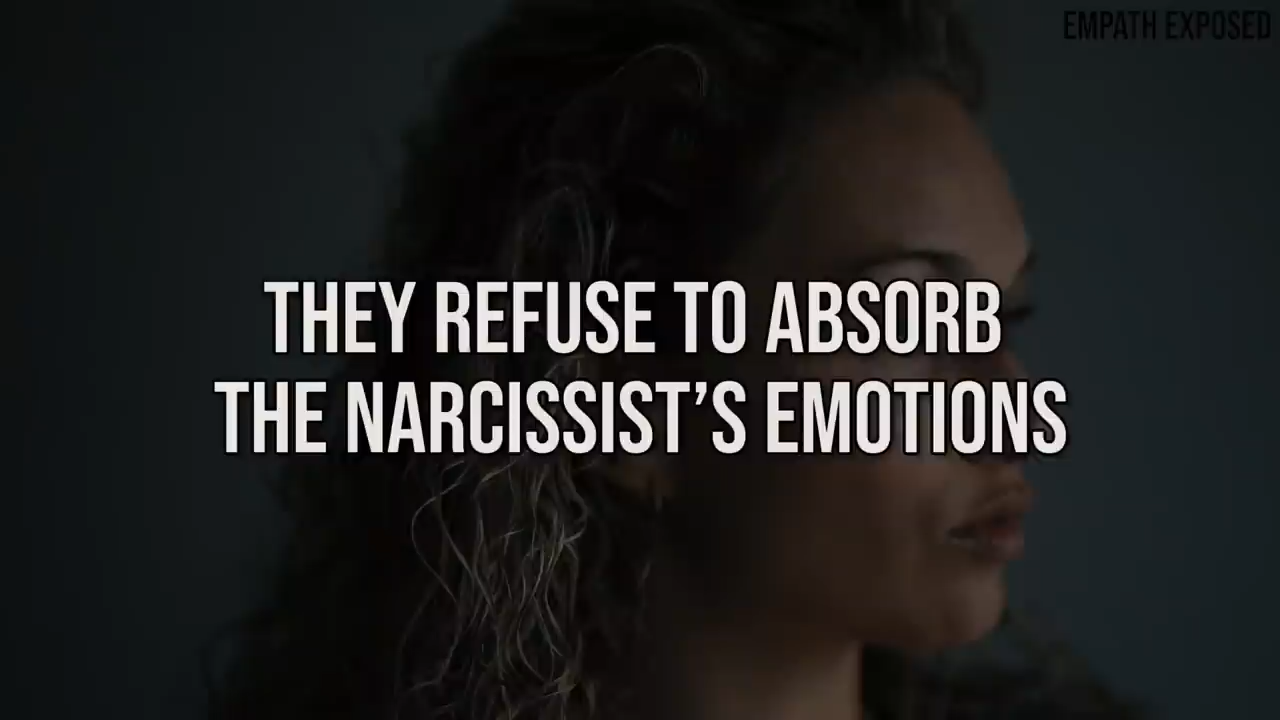 EMPATH EXPOSED
THEY REFUSE TO ABSORB
THE NARCISSIST’S EMOTIONS